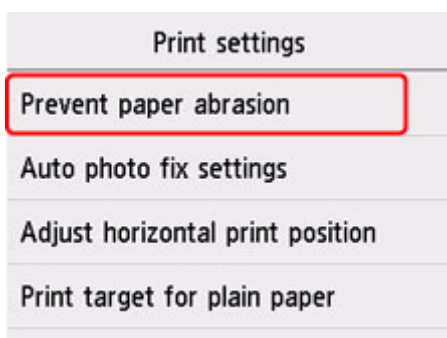 Print settings
Prevent paper abrasion
Auto photo fix settings
Adjust horizontal print position
Print target for plain paper